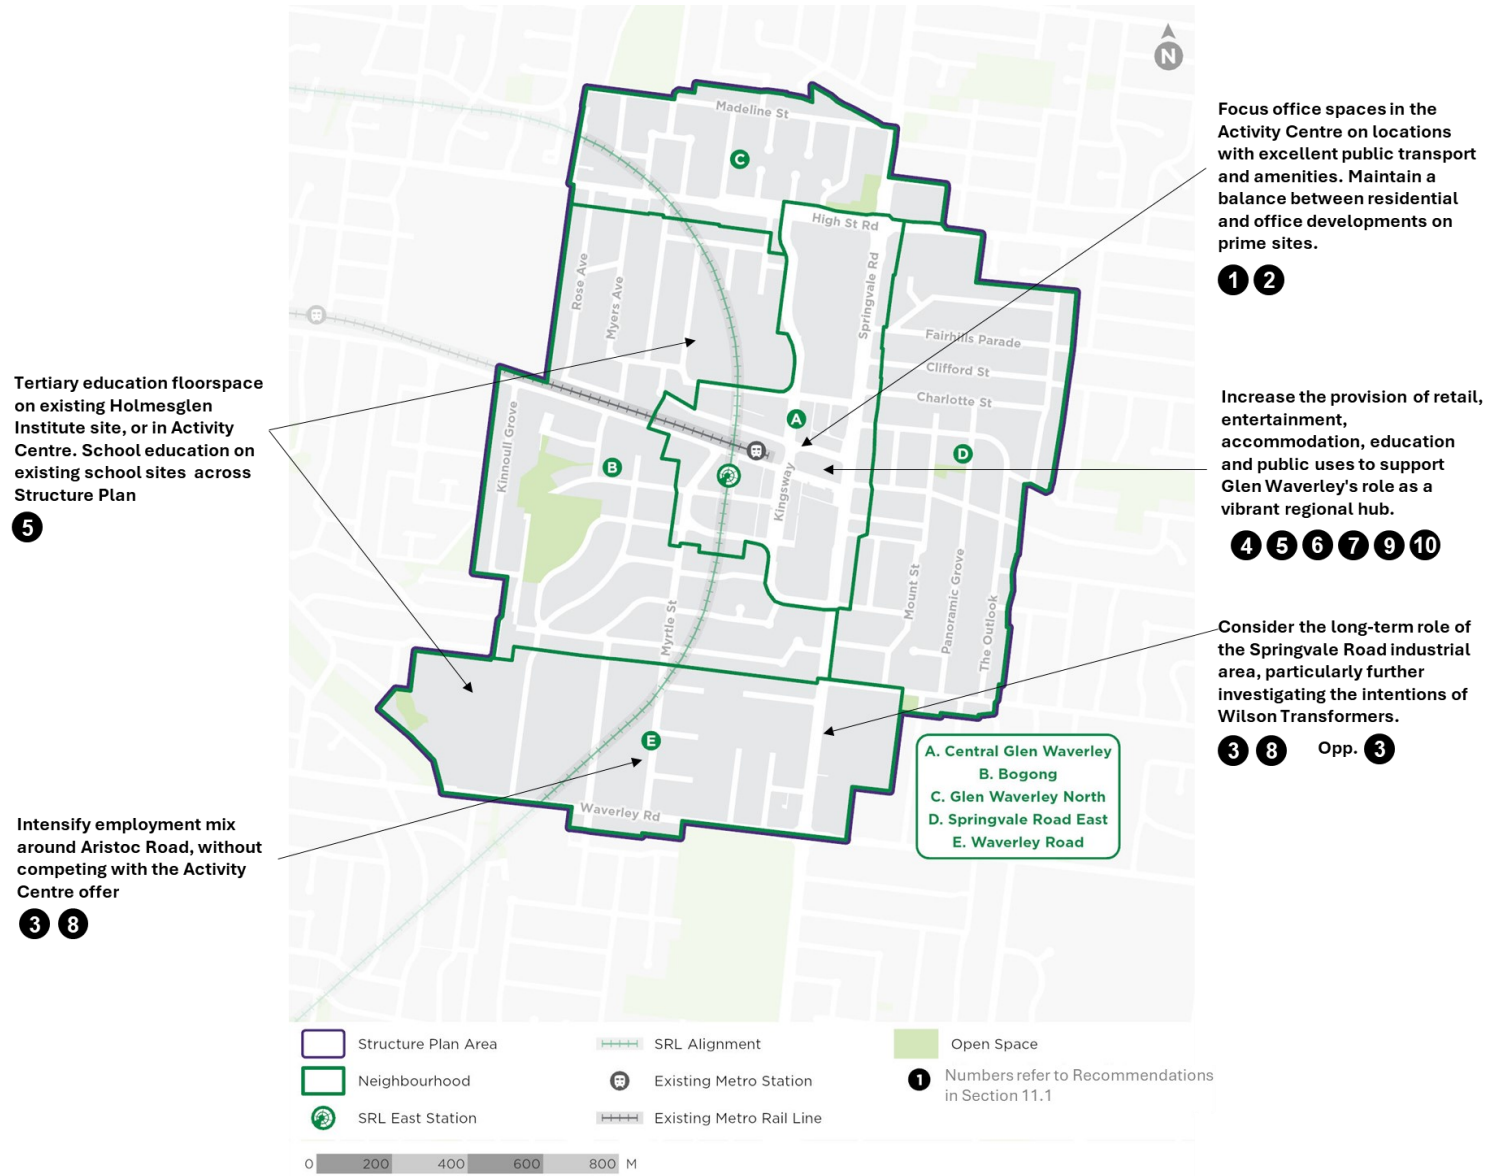 N
Focus office spaces in the
Activity Centre on locations
with excellent public transport
and amenities. Maintain a
balance between residential
and office developments on
prime sites.
1 2
Madeline St
C
High St Rd
Rose Ave
Myers Ave
Springvale Rd
Fairhills Parade
Clifford St
Charlotte St
Tertiary education floorspace
on existing Holmesglen
Institute site, or in Activity
Centre. School education on
existing school sites across
Structure Plan
5
Increase the provision of retail,
entertainment,
accommodation, education
and public uses to support
Glen Waverley's role as a
vibrant regional hub.
4 5 6 7 9 10
A
B
D
Kinnoull Grove
Kingsway
Mount St
Panoramic Grove
The Outlook
Myrtle St
Consider the long-term role of
the Springvale Road industrial
area, particularly further
investigating the intentions of
Wilson Transformers.
3 8 Opp. 3
E
A. Central Glen Waverley
B. Bogong
C. Glen Waverley North
D. Springvale Road East
E. Waverley Road
Waverley Rd
Intensify employment mix
around Aristoc Road, without
competing with the Activity
Centre offer
3 8
Structure Plan Area
Neighbourhood
SRL East Station
SRL Alignment
Existing Metro Station
Existing Metro Rail Line
Open Space
1 Numbers refer to Recommendations
in Section 11.1
0 200 400 600 800 M